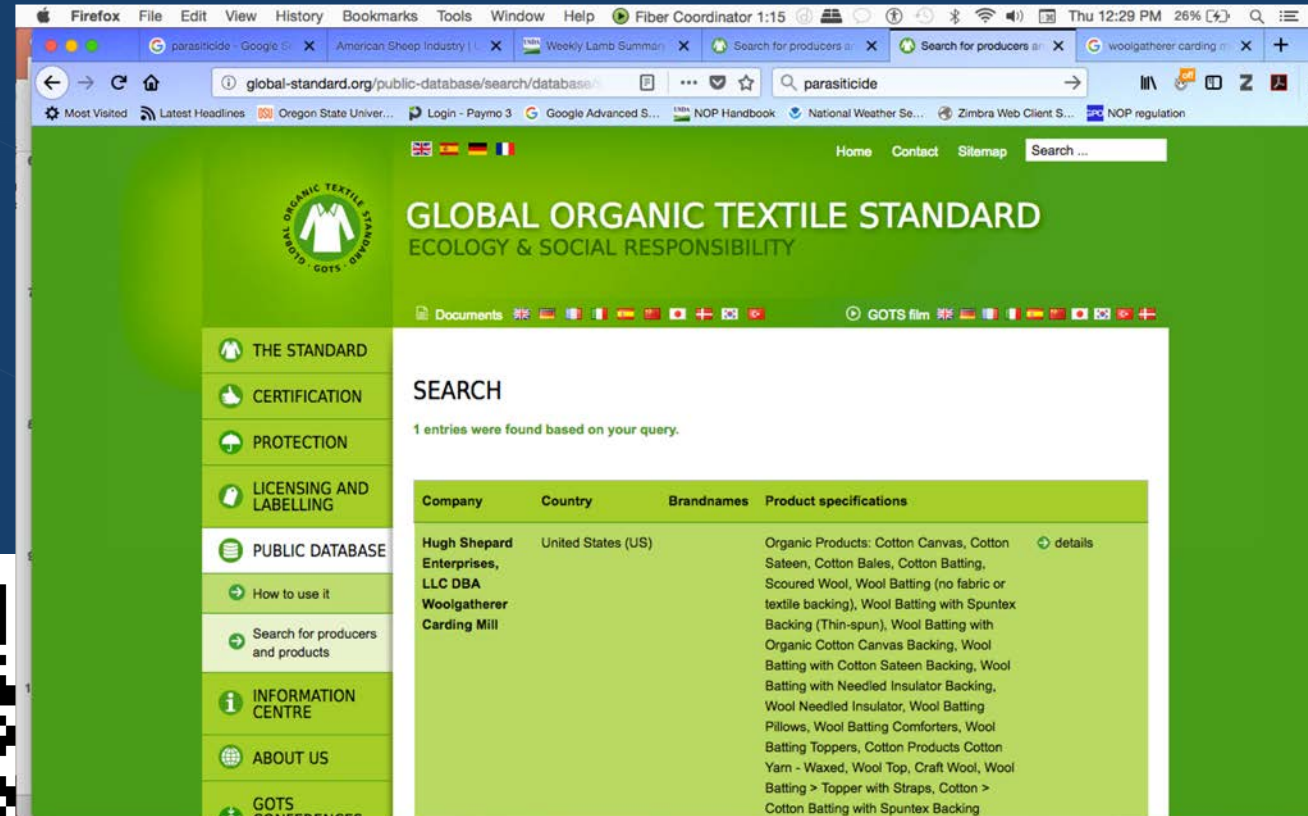 Firefox File Edit View History Bookmarks Tools Window Help Fiber Coordinator 1:15 Thu 12:29 PM 26%
parasiticide - Google S
American Sheep Industry | L
Weekly Lamb Summary
Search for producers an
Search for producers an
woolgatherer carding m
global-standard.org/public-database/search/database/
parasiticide
Most Visited Latest Headlines Oregon State Univer... Login - Paymo 3 Google Advanced S... NOP Handbook National Weather Se... Zimbra Web Client S... NOP regulation
Home Contact Sitemap Search ...
GLOBAL ORGANIC TEXTILE STANDARD · GOTS ·
GLOBAL ORGANIC TEXTILE STANDARD
ECOLOGY & SOCIAL RESPONSIBILITY
Documents GOTS film
THE STANDARD
CERTIFICATION
PROTECTION
LICENSING AND
LABELLING
PUBLIC DATABASE
How to use it
Search for producers
and products
INFORMATION
CENTRE
ABOUT US
GOTS
CONFERENCES
SEARCH
1 entries were found based on your query.
Company Country Brandnames Product specifications
Hugh Shepard
Enterprises,
LLC DBA
Woolgatherer
Carding Mill
United States (US)
Organic Products: Cotton Canvas, Cotton
Sateen, Cotton Bales, Cotton Batting,
Scoured Wool, Wool Batting (no fabric or
textile backing), Wool Batting with Spuntex
Backing (Thin-spun), Wool Batting with
Organic Cotton Canvas Backing, Wool
Batting with Cotton Sateen Backing, Wool
Batting with Needled Insulator Backing,
Wool Needled Insulator, Wool Batting
Pillows, Wool Batting Comforters, Wool
Batting Toppers, Cotton Products Cotton
Yarn - Waxed, Wool Top, Craft Wool, Wool
Batting > Topper with Straps, Cotton >
Cotton Batting with Spuntex Backing
details